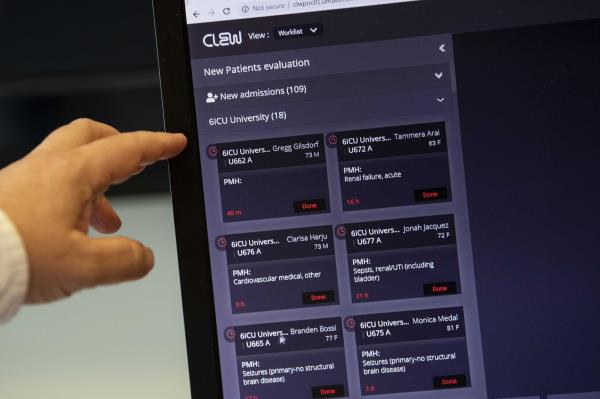 Not secure | clwpoc05.umassmem
CLEW View : Worklist
New Patients evaluation
New admissions (109)
6ICU University (18)
6ICU Univers... Gregg Gilsdorf
| U662 A 73 M
PMH:
40 m Done
6ICU Univers... Tammera Aral
| U672 A 63 F
PMH:
Renal failure, acute
16 h Done
6ICU Univers... Clarisa Harju
| U676 A 73 M
PMH:
Cardiovascular medical, other
9 h Done
6ICU Univers... Jonah Jacquez
| U677 A 72 F
PMH:
Sepsis, renal/UTI (including
bladder)
21 h Done
6ICU Univers... Branden Bossi
| U665 A 77 F
PMH:
Seizures (primary-no structural
brain disease)
17 h Done
6ICU Univers... Monica Medal
| U675 A 81 F
PMH:
Seizures (primary-no structural
brain disease)
3 d Done